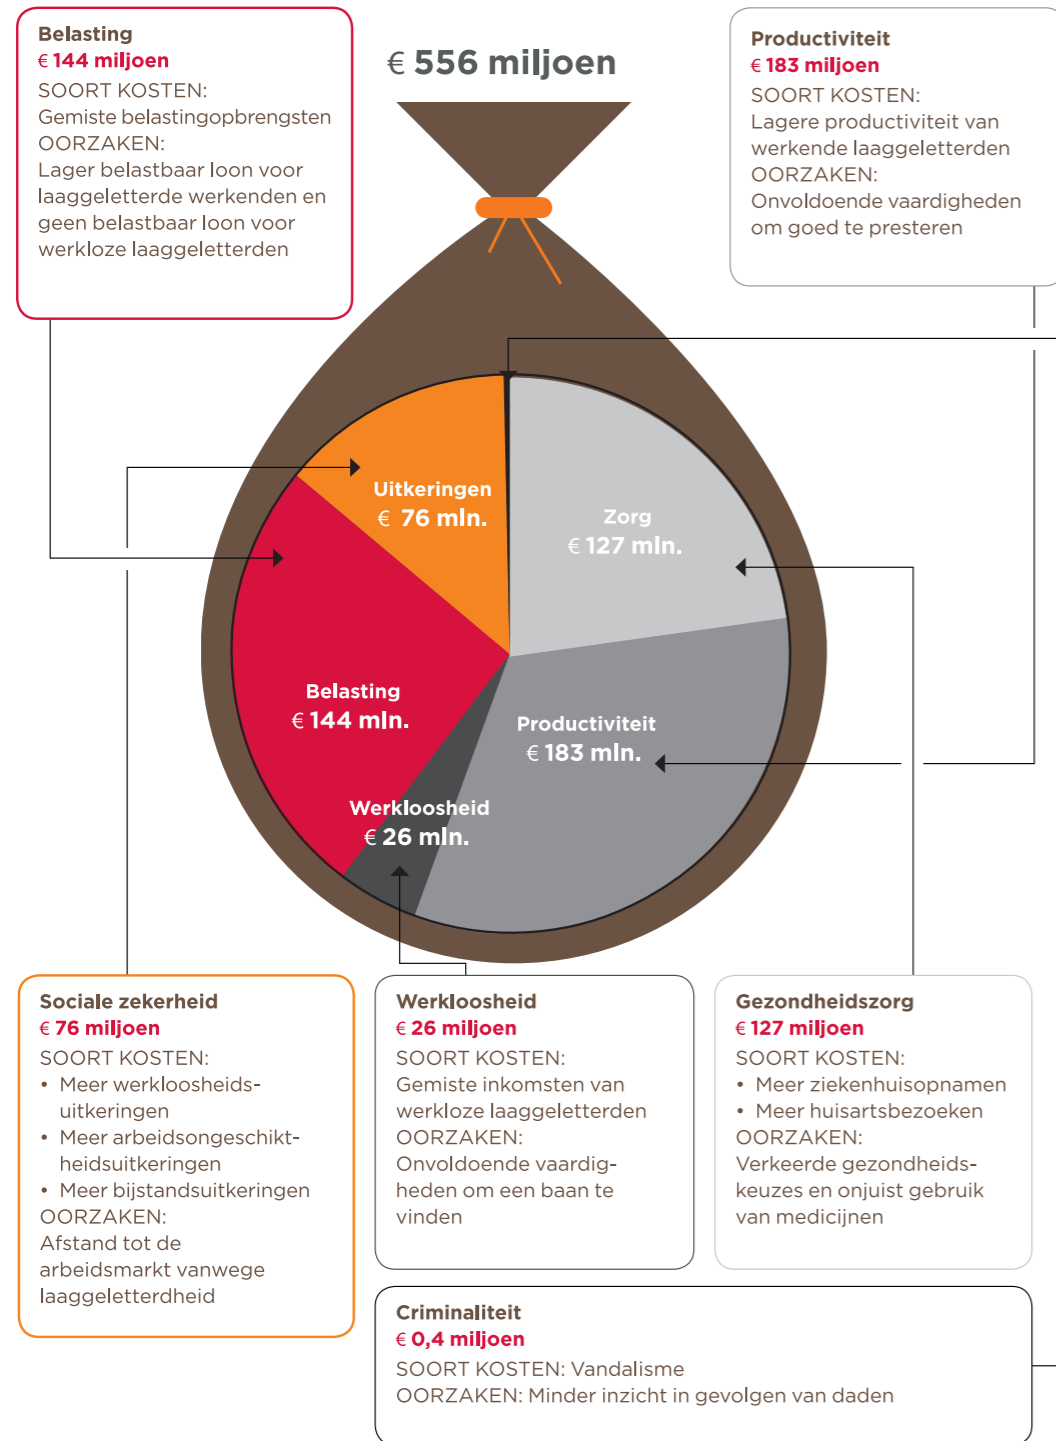 Belasting
€ 144 miljoen
SOORT KOSTEN:
Gemiste belastingopbrengsten
OORZAKEN:
Lager belastbaar loon voor
laaggeletterde werkenden en
geen belastbaar loon voor
werkloze laaggeletterden
€ 556 miljoen
Productiviteit
€ 183 miljoen
SOORT KOSTEN:
Lagere productiviteit van
werkende laaggeletterden
OORZAKEN:
Onvoldoende vaardigheden
om goed te presteren
Uitkeringen
€ 76 mln.
Zorg
€ 127 mln.
Belasting
€ 144 mln.
Productiviteit
€ 183 mln.
Werkloosheid
€ 26 mln.
Sociale zekerheid
€ 76 miljoen
SOORT KOSTEN:
• Meer werkloosheids-
uitkeringen
• Meer arbeidsongeschikt-
heidsuitkeringen
• Meer bijstandsuitkeringen
OORZAKEN:
Afstand tot de
arbeidsmarkt vanwege
laaggeletterdheid
Werkloosheid
€ 26 miljoen
SOORT KOSTEN:
Gemiste inkomsten van
werkloze laaggeletterden
OORZAKEN:
Onvoldoende vaardig-
heden om een baan te
vinden
Gezondheidszorg
€ 127 miljoen
SOORT KOSTEN:
• Meer ziekenhuisopnamen
• Meer huisartsbezoeken
OORZAKEN:
Verkeerde gezondheids-
keuzes en onjuist gebruik
van medicijnen
Criminaliteit
€ 0,4 miljoen
SOORT KOSTEN: Vandalisme
OORZAKEN: Minder inzicht in gevolgen van daden